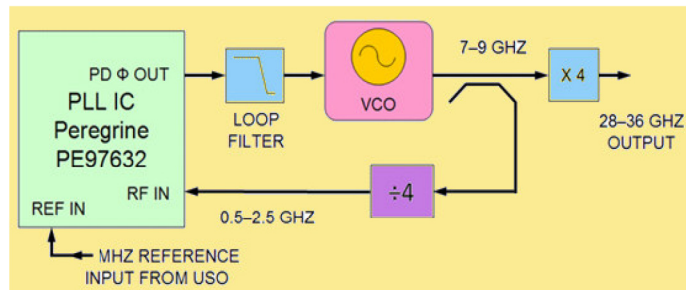 PD Φ OUT
PLL IC
Peregrine
PE97632
RF IN
REF IN
LOOP
FILTER
VCO
7–9 GHZ
X 4
28–36 GHZ
OUTPUT
÷4
0.5–2.5 GHZ
MHZ REFERENCE
INPUT FROM USO